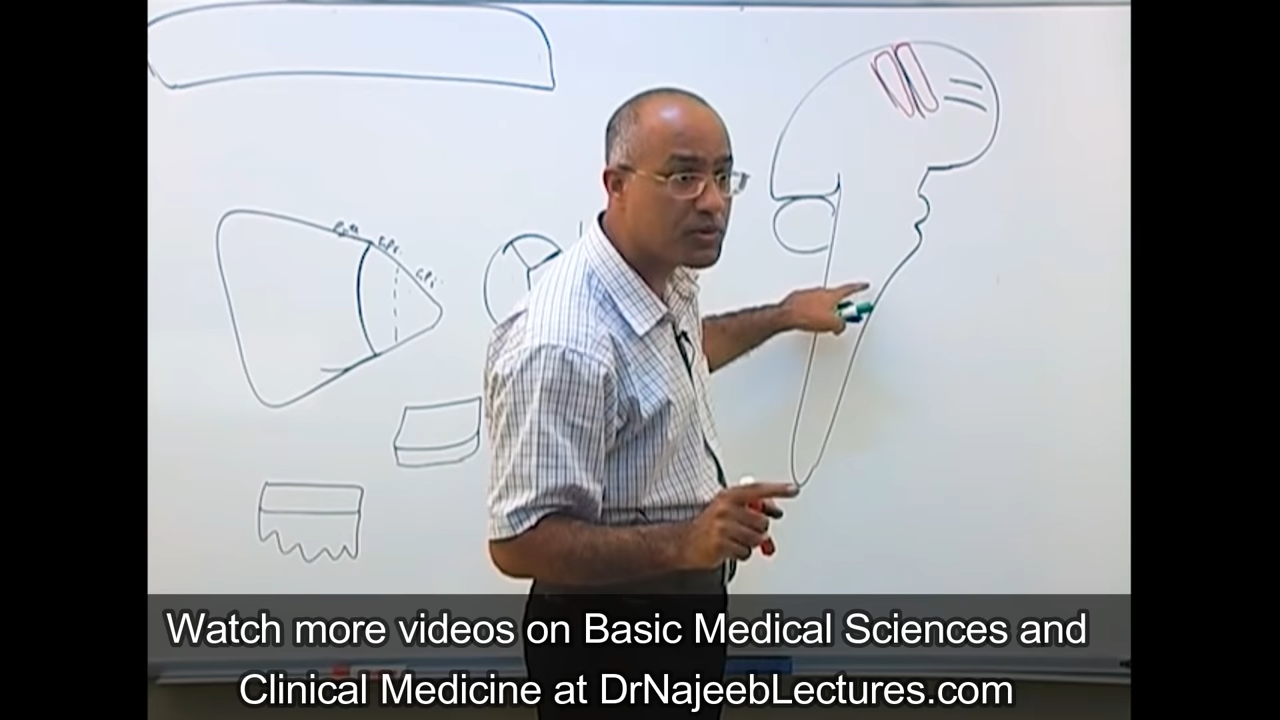 Watch more videos on Basic Medical Sciences and
Clinical Medicine at DrNajeebLectures.com